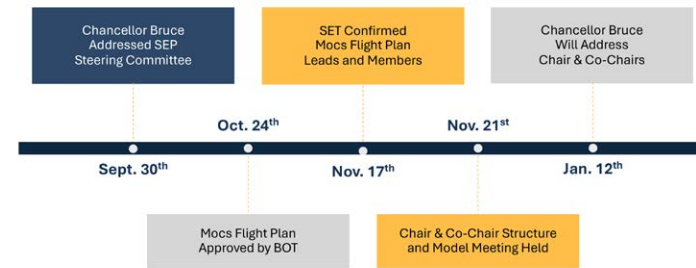 Chancellor Bruce
Addressed SEP
Steering Committee
SET Confirmed
Mocs Flight Plan
Leads and Members
Chancellor Bruce
Will Address
Chair & Co-Chairs
Oct. 24th
Nov. 21st
Sept. 30th
Nov. 17th
Jan. 12th
Mocs Flight Plan
Approved by BOT
Chair & Co-Chair Structure
and Model Meeting Held